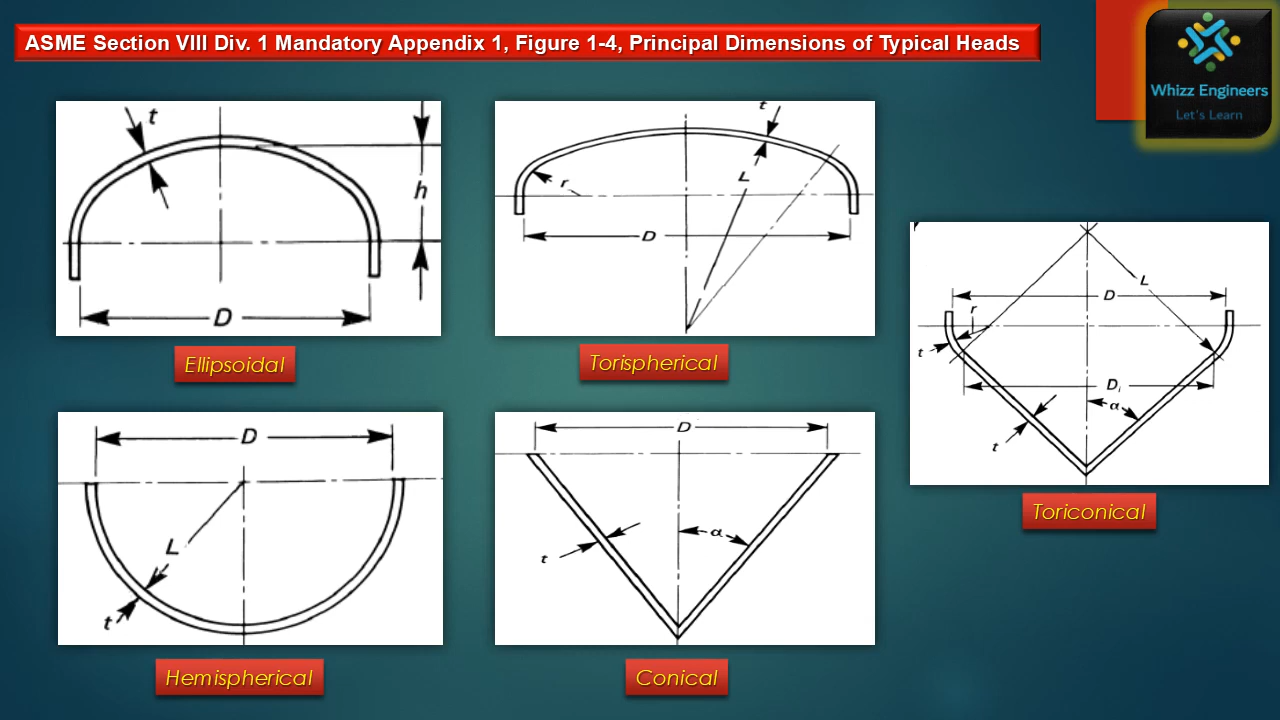 ASME Section VIII Div. 1 Mandatory Appendix 1, Figure 1-4, Principal Dimensions of Typical Heads
Whizz Engineers
Let's Learn
t
h
D
Ellipsoidal
t
r
L
D
Torispherical
L
D
r
t
Di
α
t
Toriconical
D
L
t
Hemispherical
D
α
t
Conical